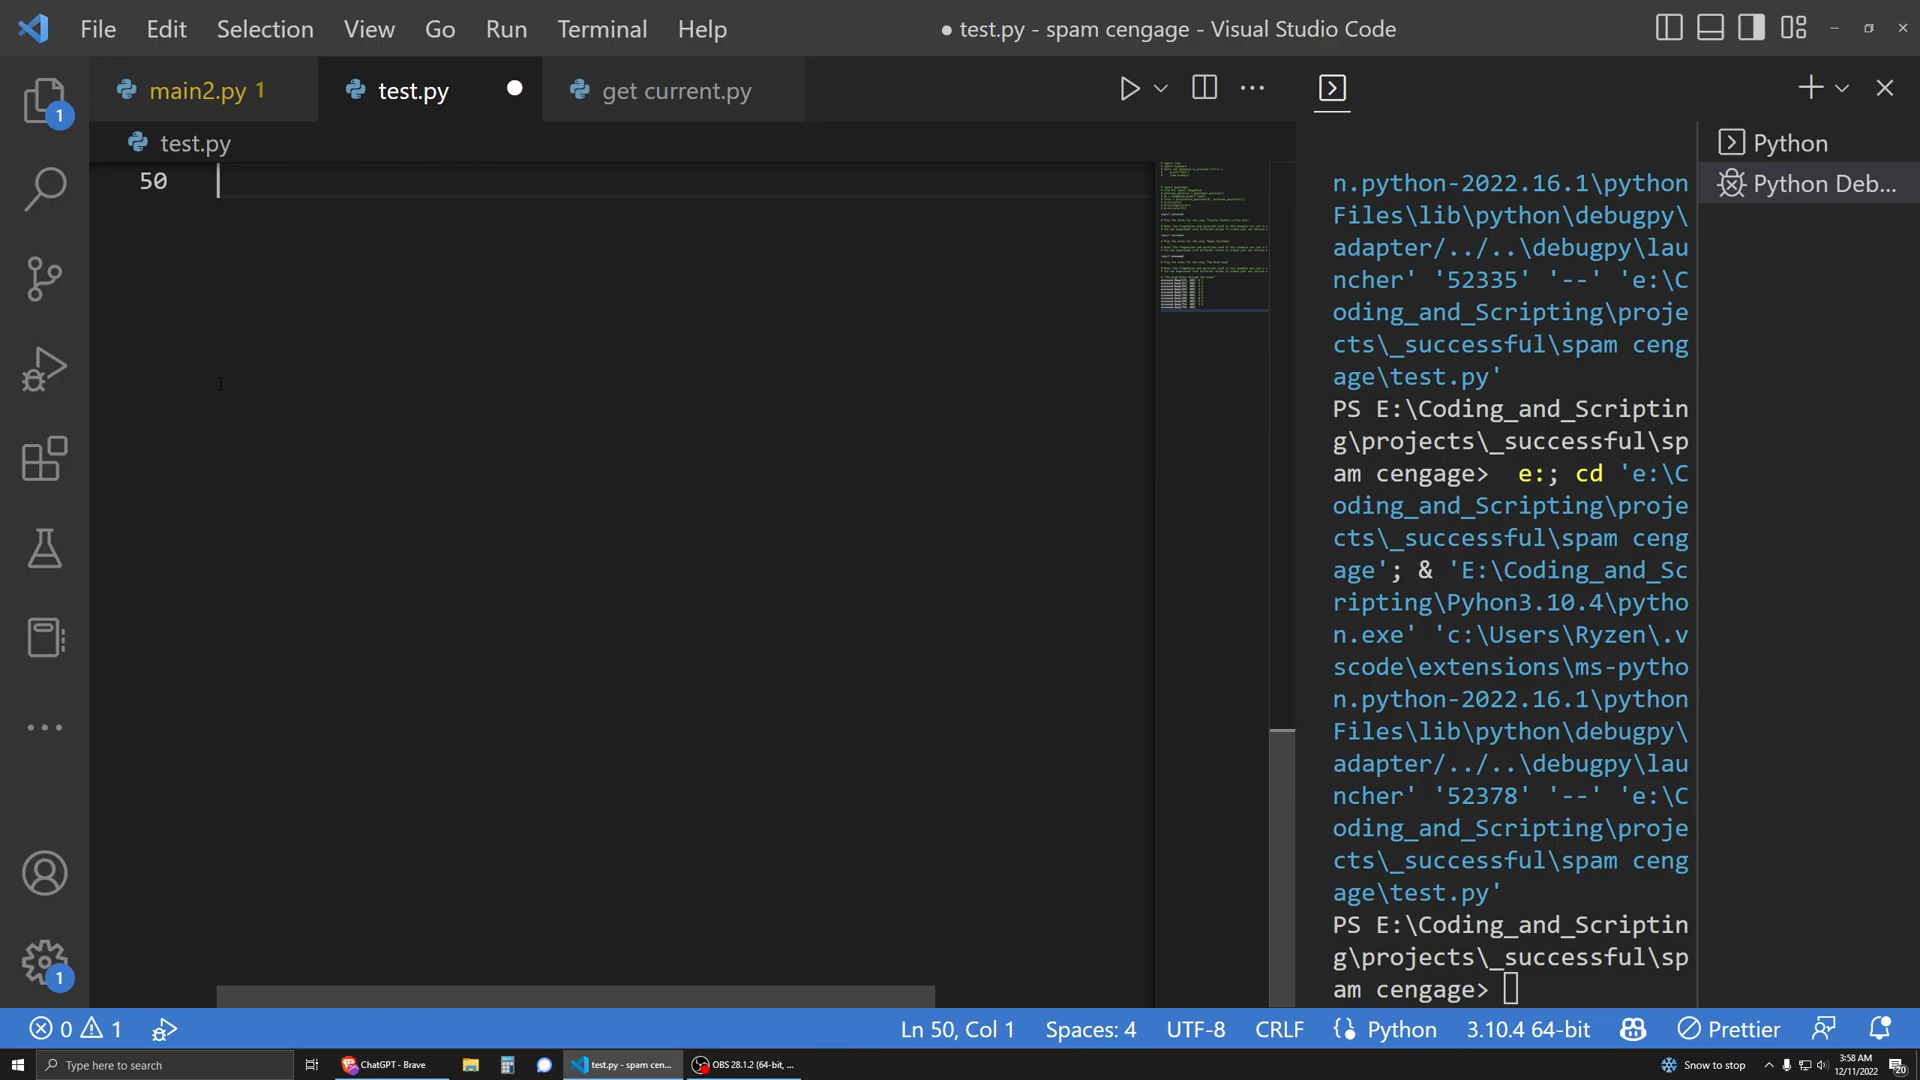 File Edit Selection View Go Run Terminal Help
● test.py - spam cengage - Visual Studio Code
main2.py 1
test.py
get current.py
test.py
50
1
1
n.python-2022.16.1\python
Files\lib\python\debugpy\
adapter/../..\debugpy\lau
ncher' '52335' '--' 'e:\C
oding_and_Scripting\proje
cts\_successful\spam ceng
age\test.py'
PS E:\Coding_and_Scriptin
g\projects\_successful\sp
am cengage>  e:; cd 'e:\C
oding_and_Scripting\proje
cts\_successful\spam ceng
age'; & 'E:\Coding_and_Sc
ripting\Pyhon3.10.4\pytho
n.exe' 'c:\Users\Ryzen\.v
scode\extensions\ms-pytho
n.python-2022.16.1\python
Files\lib\python\debugpy\
adapter/../..\debugpy\lau
ncher' '52378' '--' 'e:\C
oding_and_Scripting\proje
cts\_successful\spam ceng
age\test.py'
PS E:\Coding_and_Scriptin
g\projects\_successful\sp
am cengage>
Python
Python Deb...
0 1
Ln 50, Col 1 Spaces: 4 UTF-8 CRLF Python 3.10.4 64-bit Prettier
Type here to search
ChatGPT - Brave
test.py - spam cen...
OBS 28.1.2 (64-bit, ...
Snow to stop
3:58 AM
12/11/2022
20